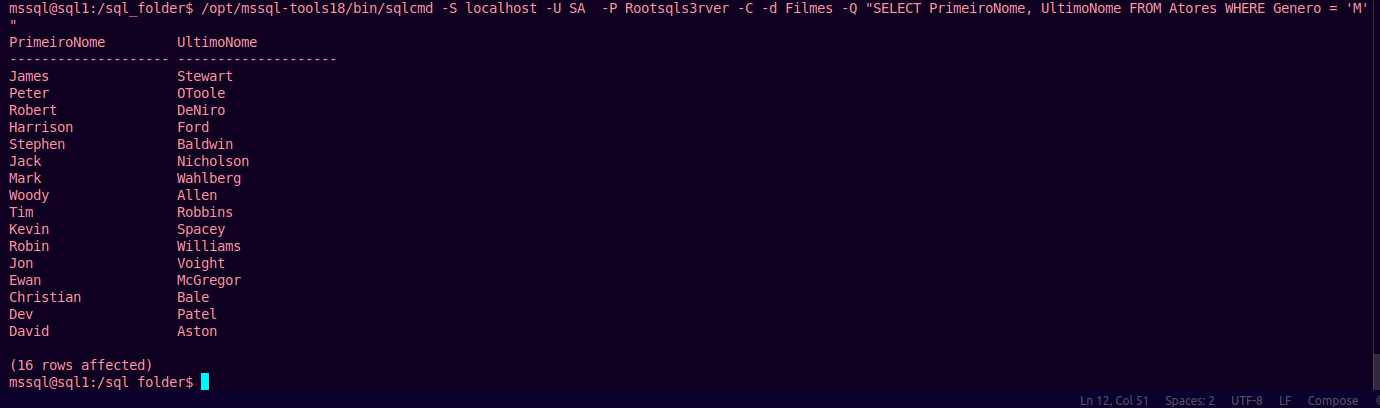 mssql@sql1:/sql_folder$ /opt/mssql-tools18/bin/sqlcmd -S localhost -U SA  -P Rootsqls3rver -C -d Filmes -Q "SELECT PrimeiroNome, UltimoNome FROM Atores WHERE Genero = 'M'
"
PrimeiroNome         UltimoNome
-------------------- --------------------
James                Stewart
Peter                OToole
Robert               DeNiro
Harrison             Ford
Stephen              Baldwin
Jack                 Nicholson
Mark                 Wahlberg
Woody                Allen
Tim                  Robbins
Kevin                Spacey
Robin                Williams
Jon                  Voight
Ewan                 McGregor
Christian            Bale
Dev                  Patel
David                Aston
(16 rows affected)
mssql@sql1:/sql folder$
Ln 12, Col 51 Spaces: 2 UTF-8 LF Compose